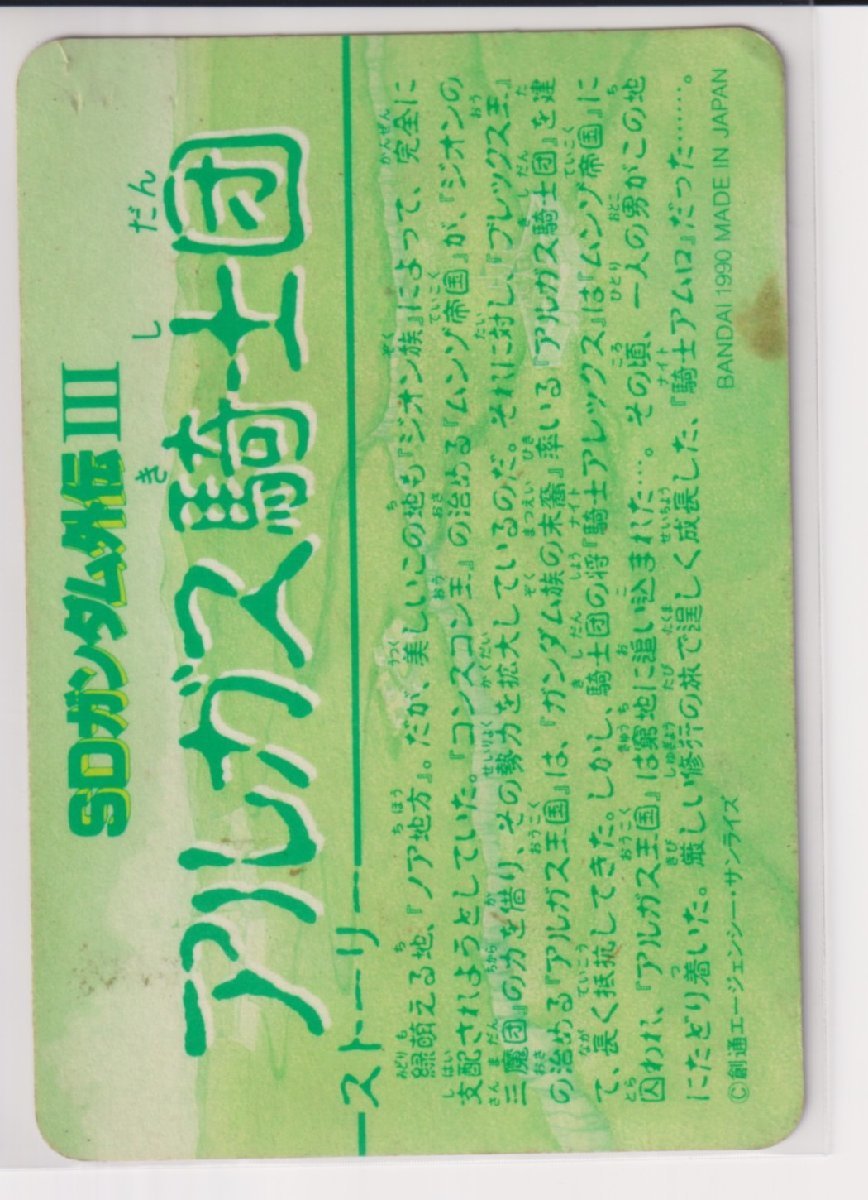 SDガンダム外伝III
アルガス騎士団
きしだん
ストーリー
緑萌える地、『ノア地方』。だが、美しいこの地も『ジオン族』によって、完全に
支配されようとしていた。『コンスコン王』の治める『ムンゾ帝国』が、『ジオンの
三魔団』の力を借り、その勢力を拡大しているのだ。それに対し、『ブレックス王』
の治める『アルガス王国』は、『ガンダム族の末裔』率いる『アルガス騎士団』を建
て、長く抵抗してきた。しかし、騎士団の将『騎士アレックス』は『ムンゾ帝国』に
囚われ、『アルガス王国』は窮地に追い込まれた…。その頃、一人の男がこの地
にたどり着いた。厳しい修行の旅で逞しく成長した、『騎士アムロ』だった……。
©創通エージェンシー・サンライズ
BANDAI 1990 MADE IN JAPAN